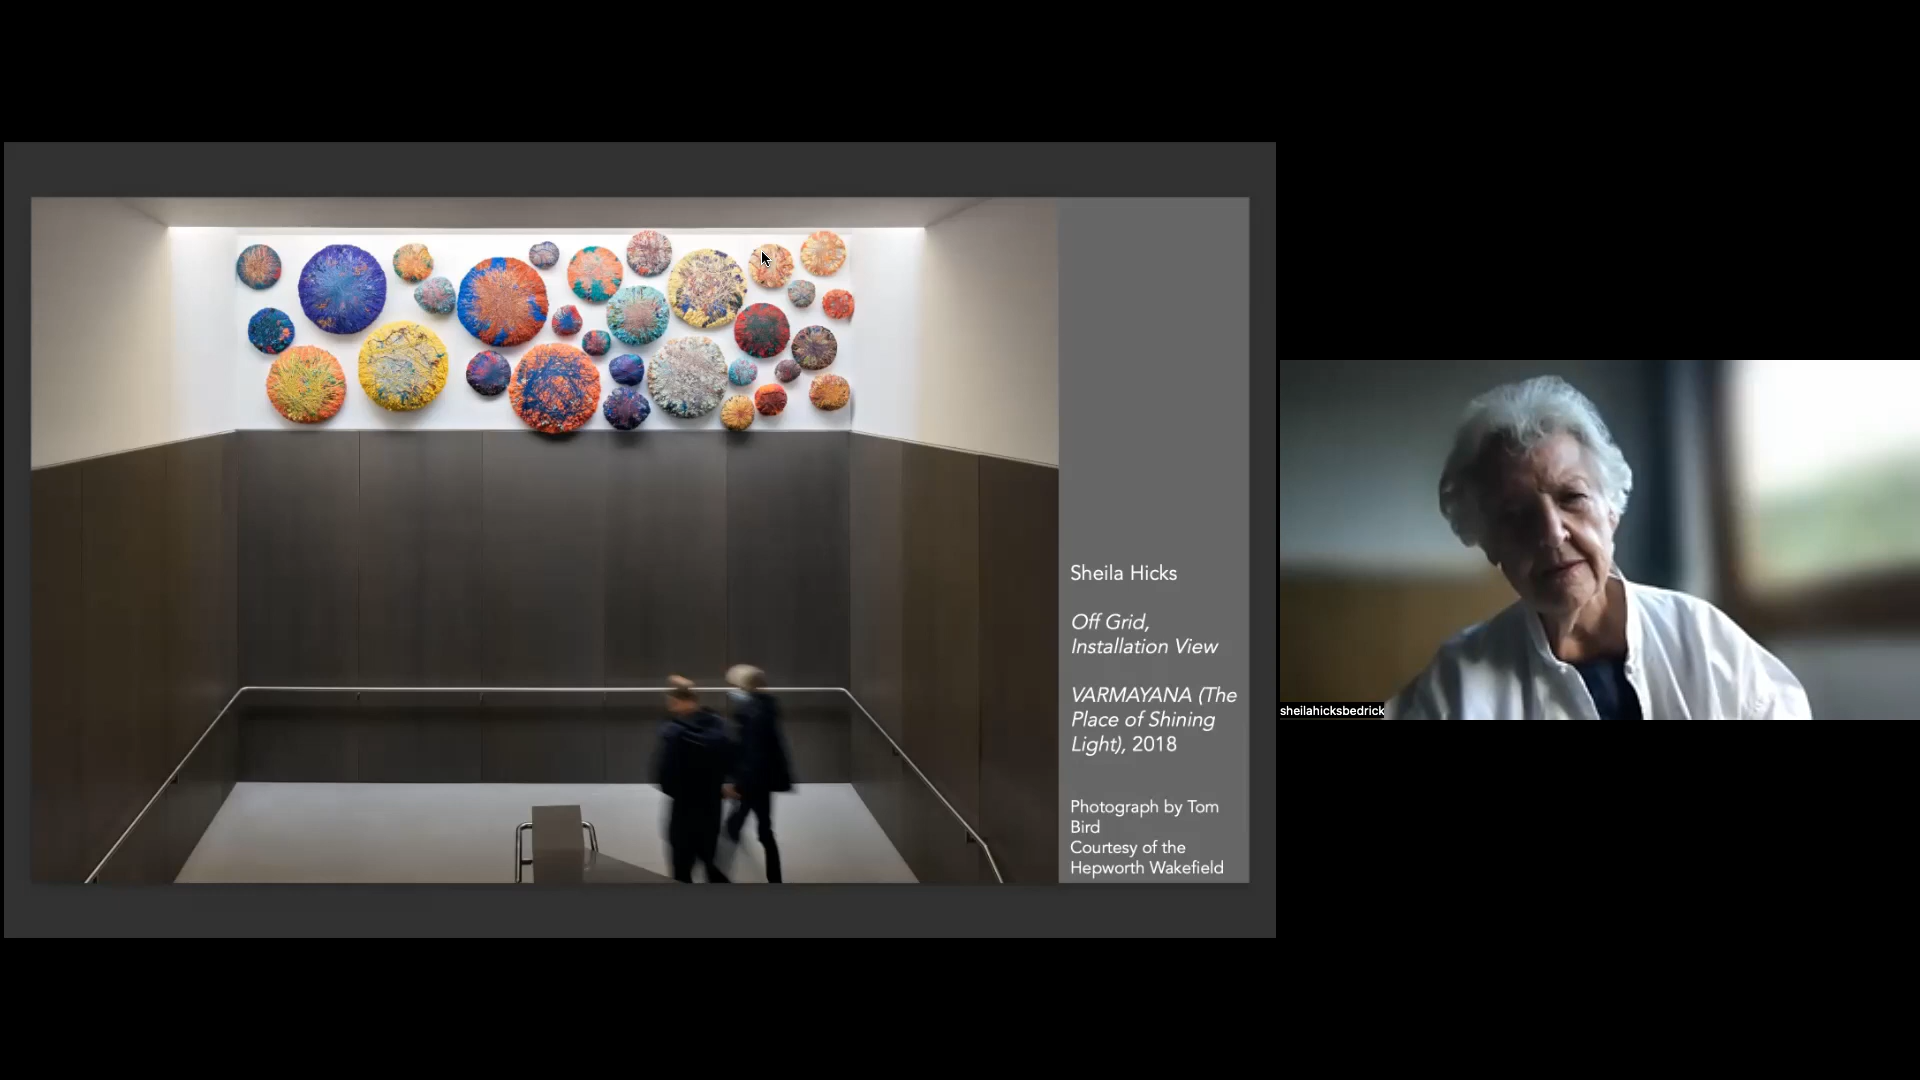 Sheila Hicks
Off Grid,
Installation View
VARMAYANA (The
Place of Shining
Light), 2018
Photograph by Tom
Bird
Courtesy of the
Hepworth Wakefield
sheilahicksbedrick